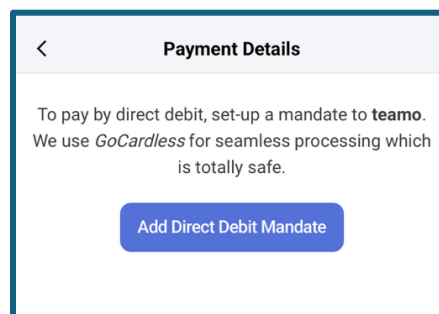 Payment Details
To pay by direct debit, set-up a mandate to teamo.
We use GoCardless for seamless processing which
is totally safe.
Add Direct Debit Mandate